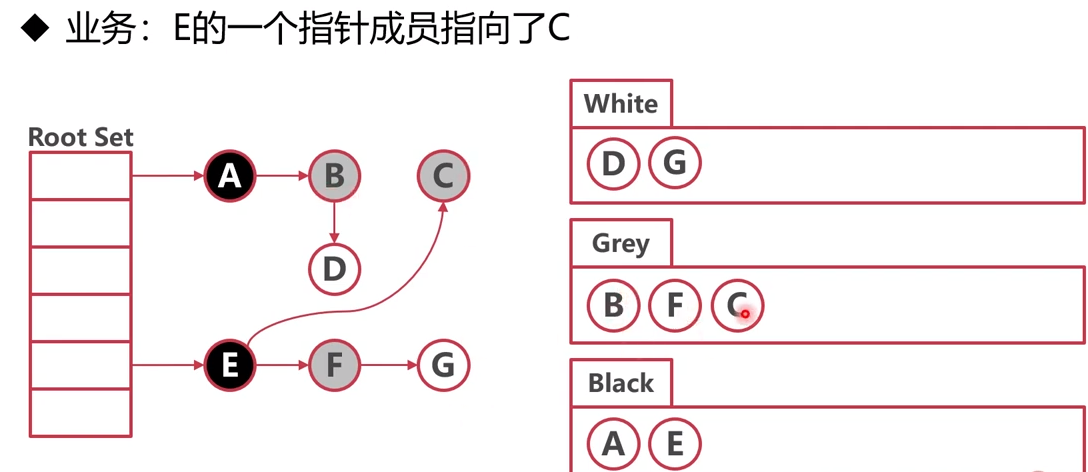 ◆ 业务：E的一个指针成员指向了C
Root Set
A B C
D
E F G
White
D G
Grey
B F C
Black
A E